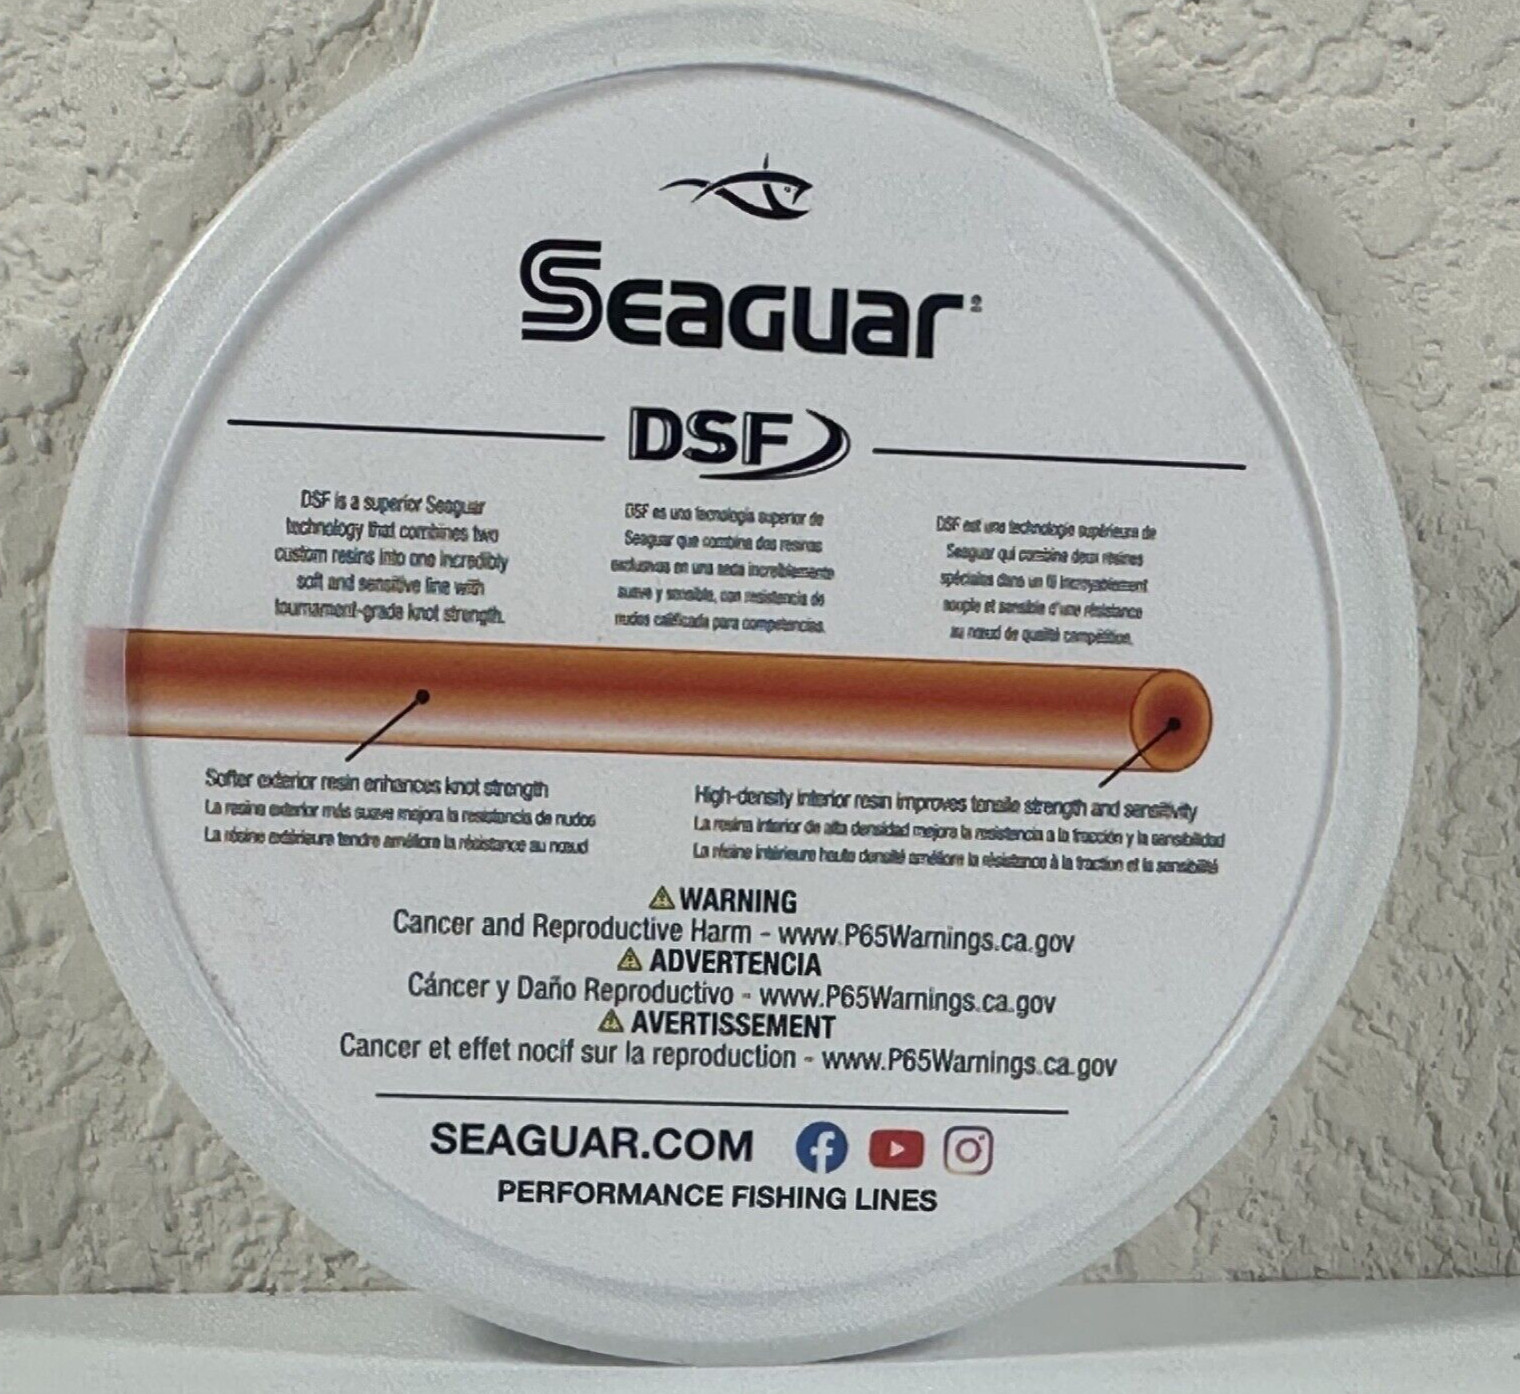 SEAGUAR®
DSF
DSF is a superior Seaguar
technology that combines two
custom resins into one incredibly
soft and sensitive line with
tournament-grade knot strength.
DSF es una tecnología superior de
Seaguar que combina dos resinas
exclusivas en una seda increíblemente
suave y sensible, con resistencia de
nudos calificada para competencias.
DSF est une technologie supérieure de
Seaguar qui combine deux résines
spéciales dans un fil incroyablement
souple et sensible d'une résistance
au nœud de qualité compétition.
Softer exterior resin enhances knot strength
La resina exterior más suave mejora la resistancia de nudos
La résine extérieure tendre améliore la résistance au nœud
High-density interior resin improves tensile strength and sensitivity
La resina interior de alta densidad mejora la resistencia a la tracción y la sensibilidad
La résine intérieure haute densité améliore la résistance à la traction et la sensibilité
WARNING
Cancer and Reproductive Harm - www.P65Warnings.ca.gov
ADVERTENCIA
Cáncer y Daño Reproductivo - www.P65Warnings.ca.gov
AVERTISSEMENT
Cancer et effet nocif sur la reproduction - www.P65Warnings.ca.gov
SEAGUAR.COM
PERFORMANCE FISHING LINES